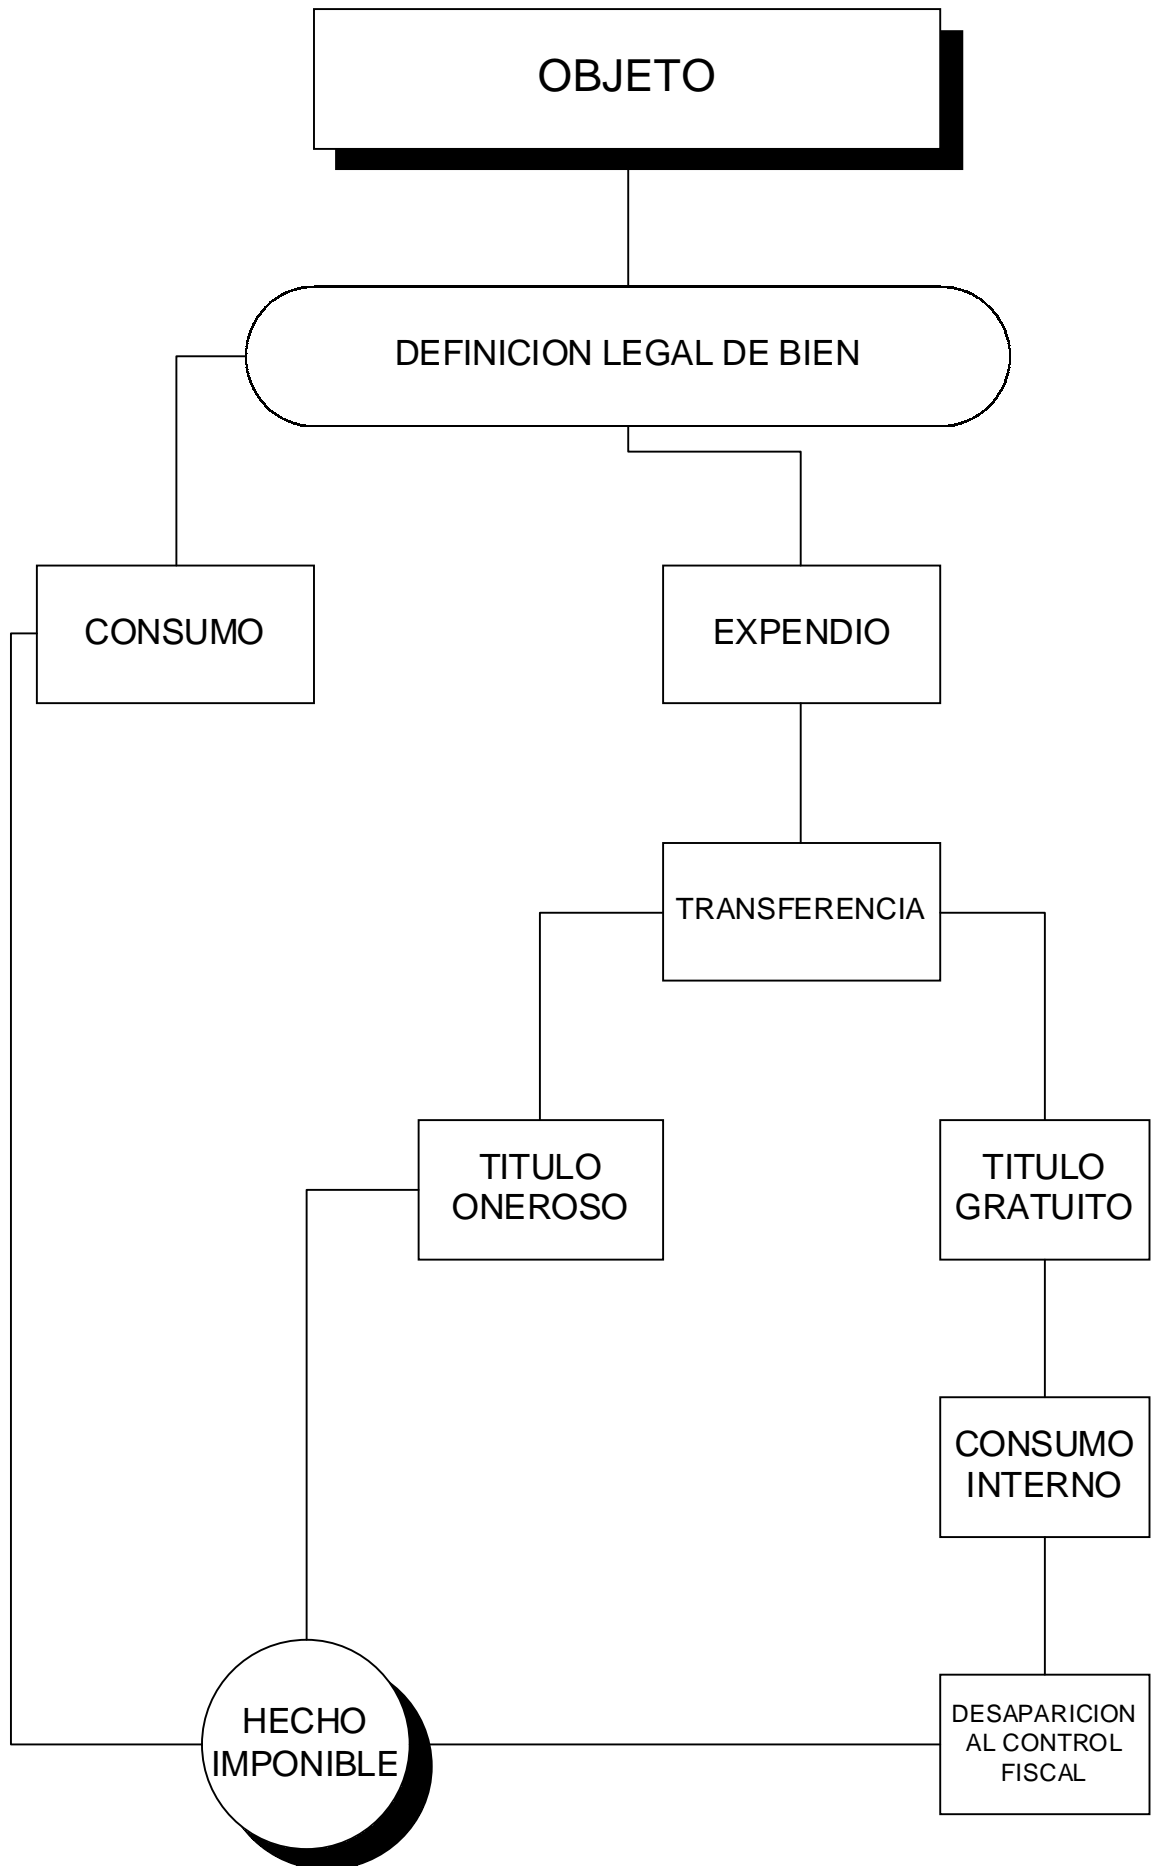 OBJETO
DEFINICION LEGAL DE BIEN
CONSUMO
EXPENDIO
TRANSFERENCIA
TITULO
ONEROSO
TITULO
GRATUITO
CONSUMO
INTERNO
HECHO
IMPONIBLE
DESAPARICION
AL CONTROL
FISCAL